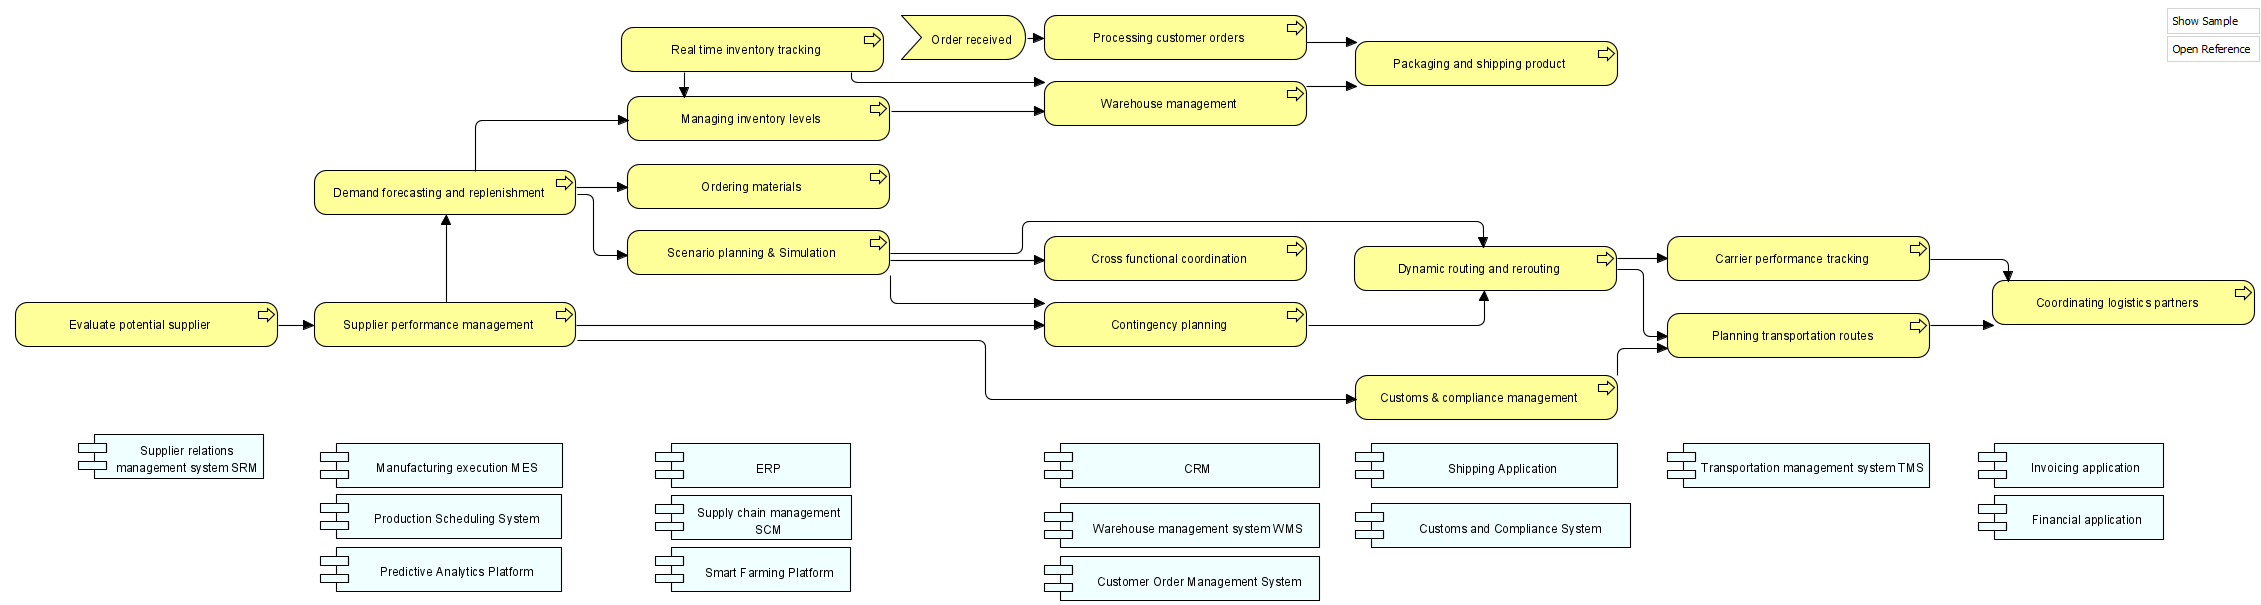 Show Sample
Open Reference
Order received
Processing customer orders
Real time inventory tracking
Packaging and shipping product
Warehouse management
Managing inventory levels
Ordering materials
Demand forecasting and replenishment
Scenario planning & Simulation
Cross functional coordination
Dynamic routing and rerouting
Carrier performance tracking
Coordinating logistics partners
Evaluate potential supplier
Supplier performance management
Contingency planning
Planning transportation routes
Customs & compliance management
Supplier relations
management system SRM
Manufacturing execution MES
ERP
CRM
Shipping Application
Transportation management system TMS
Invoicing application
Production Scheduling System
Supply chain management
SCM
Warehouse management system WMS
Customs and Compliance System
Financial application
Predictive Analytics Platform
Smart Farming Platform
Customer Order Management System